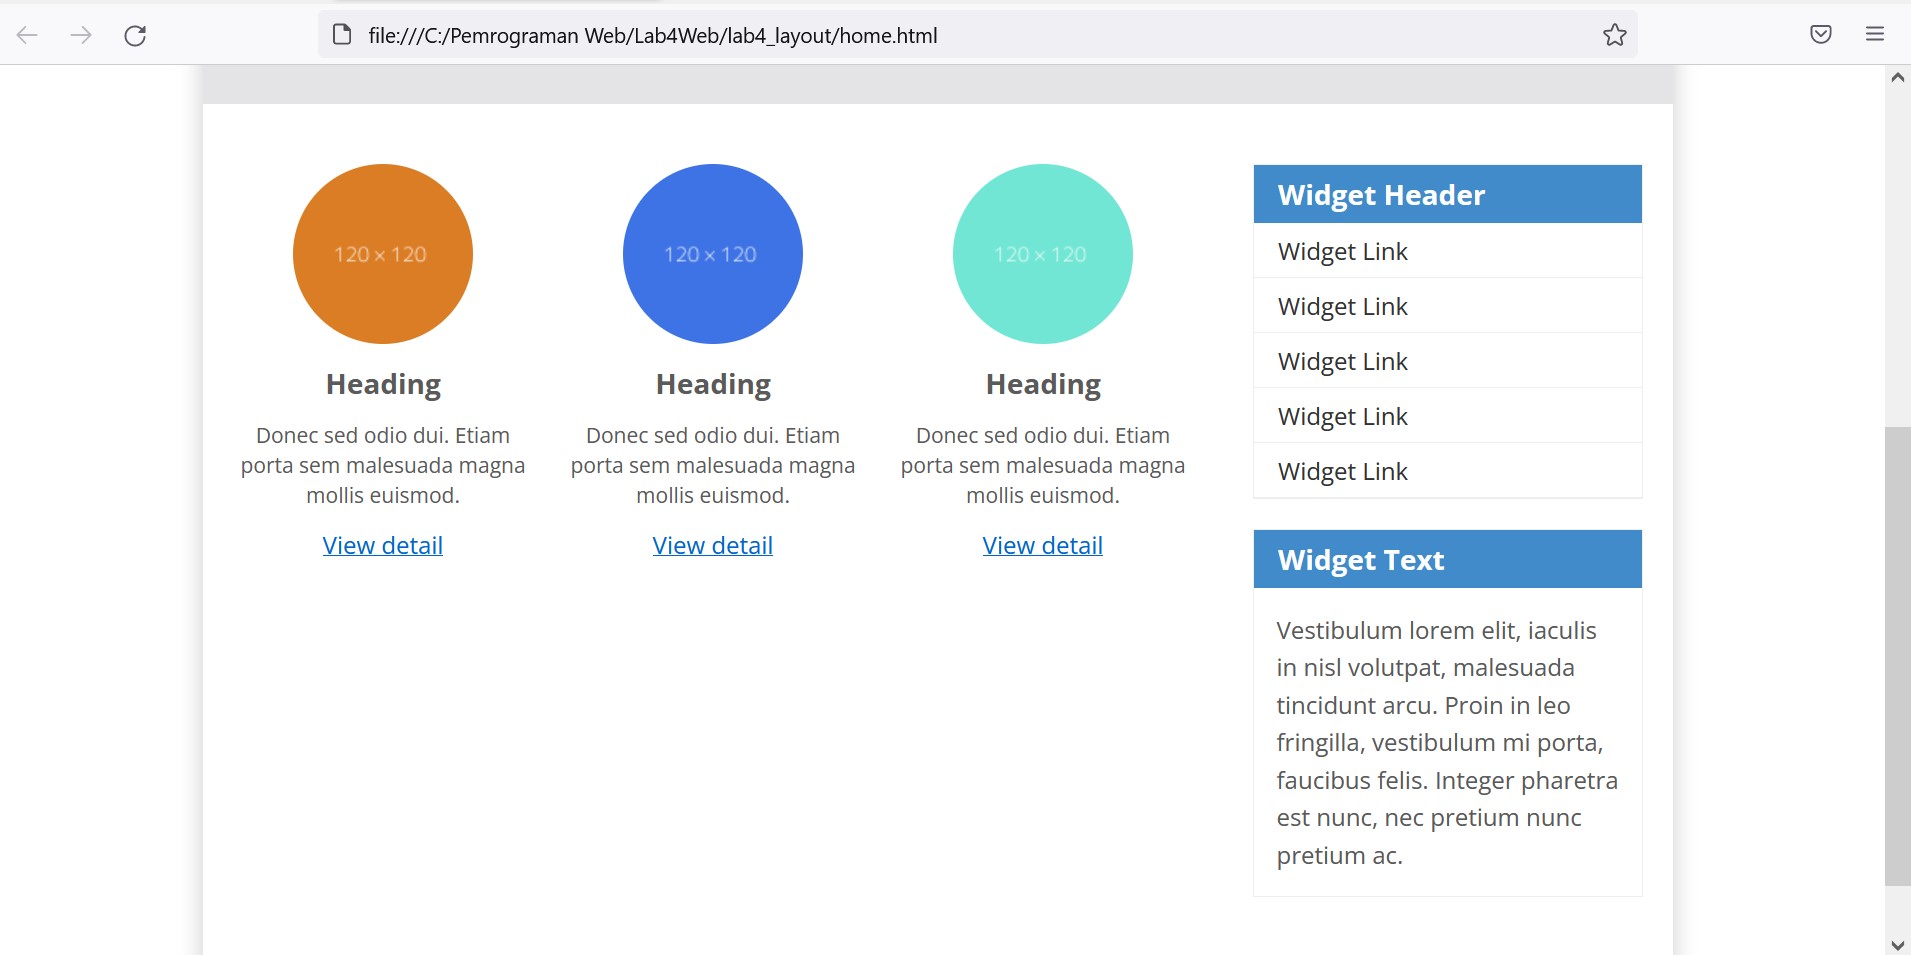 file:///C:/Pemrograman Web/Lab4Web/lab4_layout/home.html
120 × 120
Heading
Donec sed odio dui. Etiam
porta sem malesuada magna
mollis euismod.
View detail
120 × 120
Heading
Donec sed odio dui. Etiam
porta sem malesuada magna
mollis euismod.
View detail
120 × 120
Heading
Donec sed odio dui. Etiam
porta sem malesuada magna
mollis euismod.
View detail
Widget Header
Widget Link
Widget Link
Widget Link
Widget Link
Widget Link
Widget Text
Vestibulum lorem elit, iaculis
in nisl volutpat, malesuada
tincidunt arcu. Proin in leo
fringilla, vestibulum mi porta,
faucibus felis. Integer pharetra
est nunc, nec pretium nunc
pretium ac.